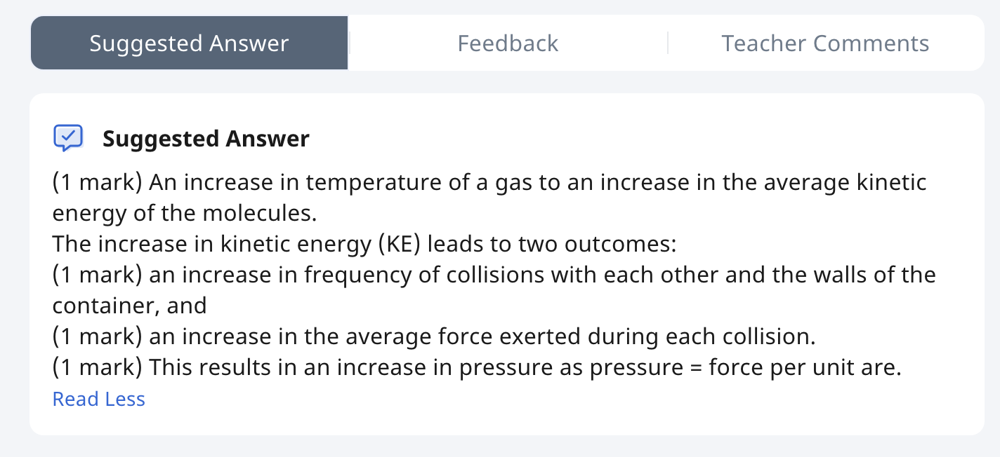 Suggested Answer
Feedback
Teacher Comments
Suggested Answer
(1 mark) An increase in temperature of a gas to an increase in the average kinetic
energy of the molecules.
The increase in kinetic energy (KE) leads to two outcomes:
(1 mark) an increase in frequency of collisions with each other and the walls of the
container, and
(1 mark) an increase in the average force exerted during each collision.
(1 mark) This results in an increase in pressure as pressure = force per unit are.
Read Less